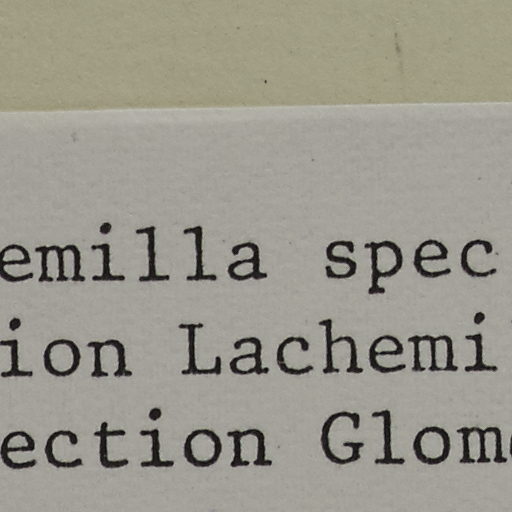 emilla spec
ion Lachemi
ection Glom